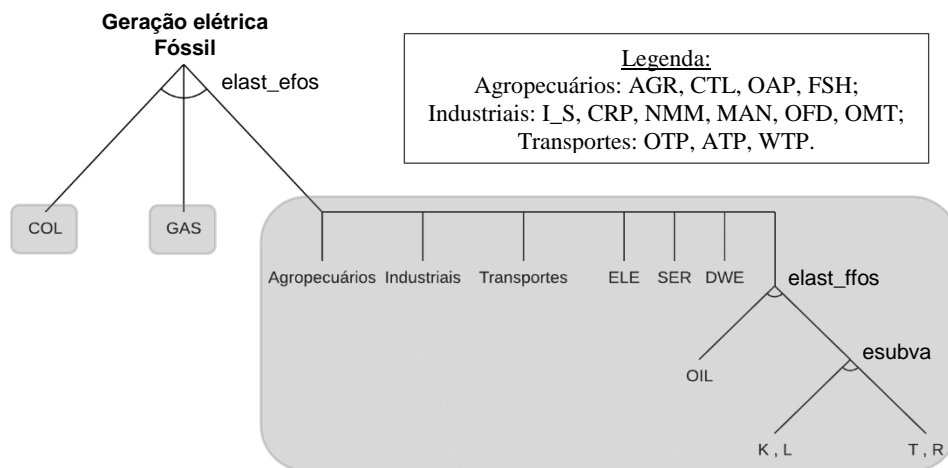 Geração elétrica
Fóssil
elast_efos
Legenda:
Agropecuários: AGR, CTL, OAP, FSH;
Industriais: I_S, CRP, NMM, MAN, OFD, OMT;
Transportes: OTP, ATP, WTP.
COL
GAS
Agropecuários
Industriais
Transportes
ELE
SER
DWE
elast_ffos
OIL
esubva
K , L
T , R